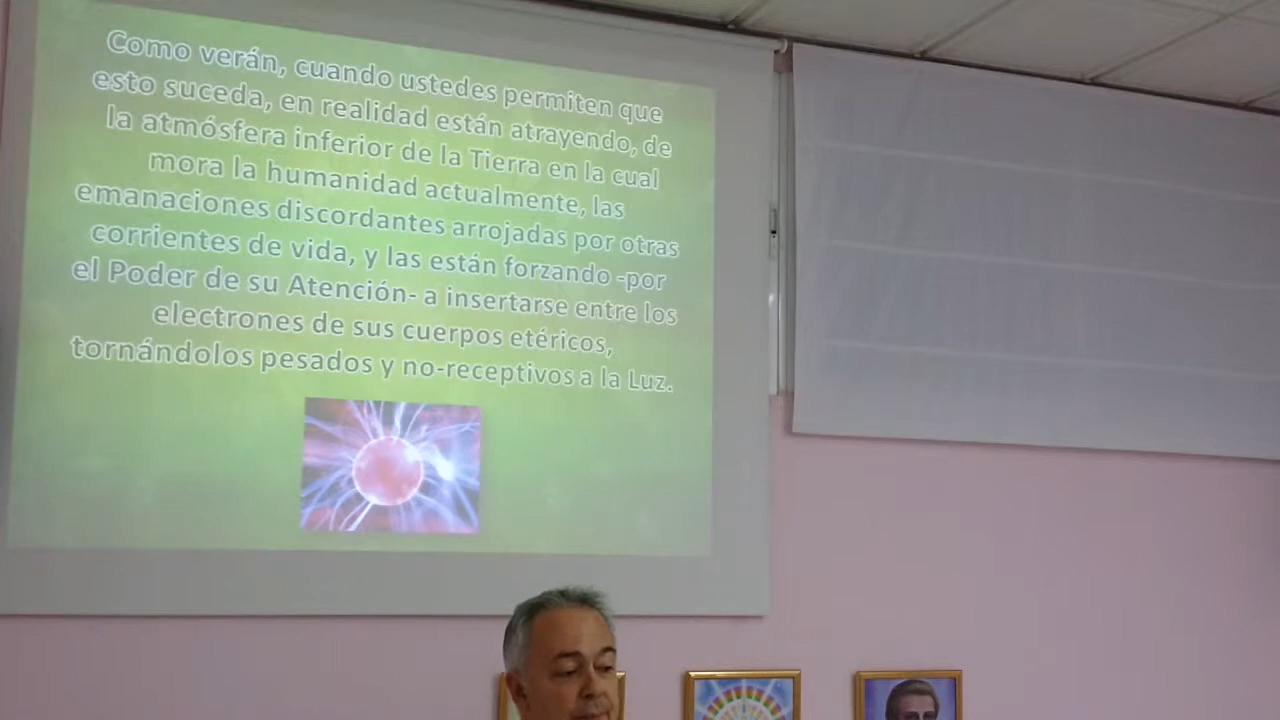 Como verán, cuando ustedes permiten que
esto suceda, en realidad están atrayendo, de
la atmósfera inferior de la Tierra en la cual
mora la humanidad actualmente, las
emanaciones discordantes arrojadas por otras
corrientes de vida, y las están forzando -por
el Poder de su Atención- a insertarse entre los
electrones de sus cuerpos etéricos,
tornándolos pesados y no-receptivos a la Luz.